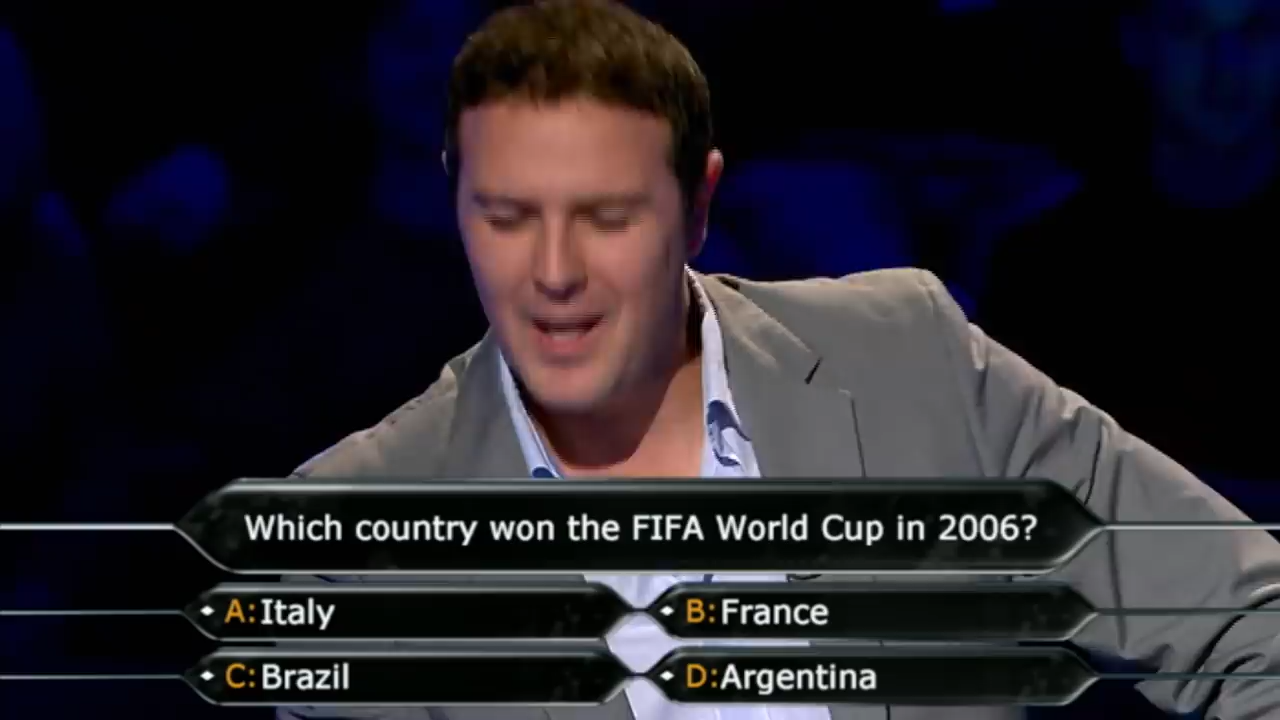 Which country won the FIFA World Cup in 2006?
A: Italy
B: France
C: Brazil
D: Argentina